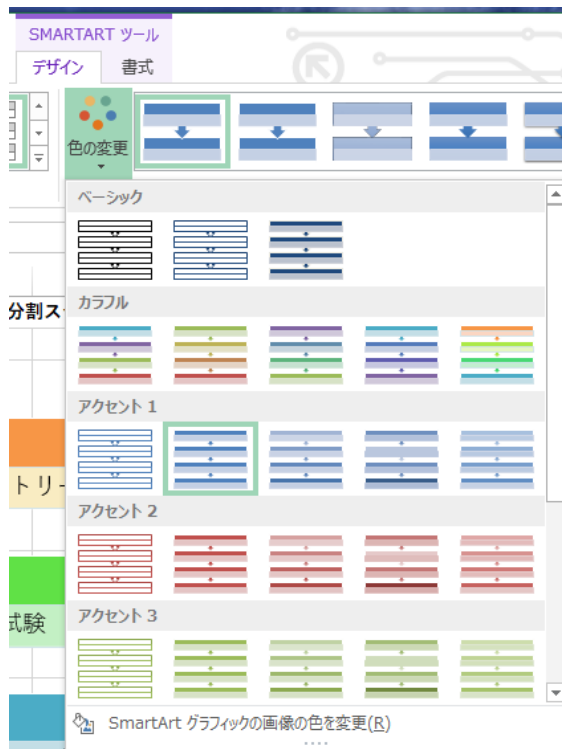 SMARTART ツール
デザイン 書式
色の変更
ベーシック
分割ス
カラフル
アクセント 1
トリー
アクセント 2
試験
アクセント 3
SmartArt グラフィックの画像の色を変更(R)